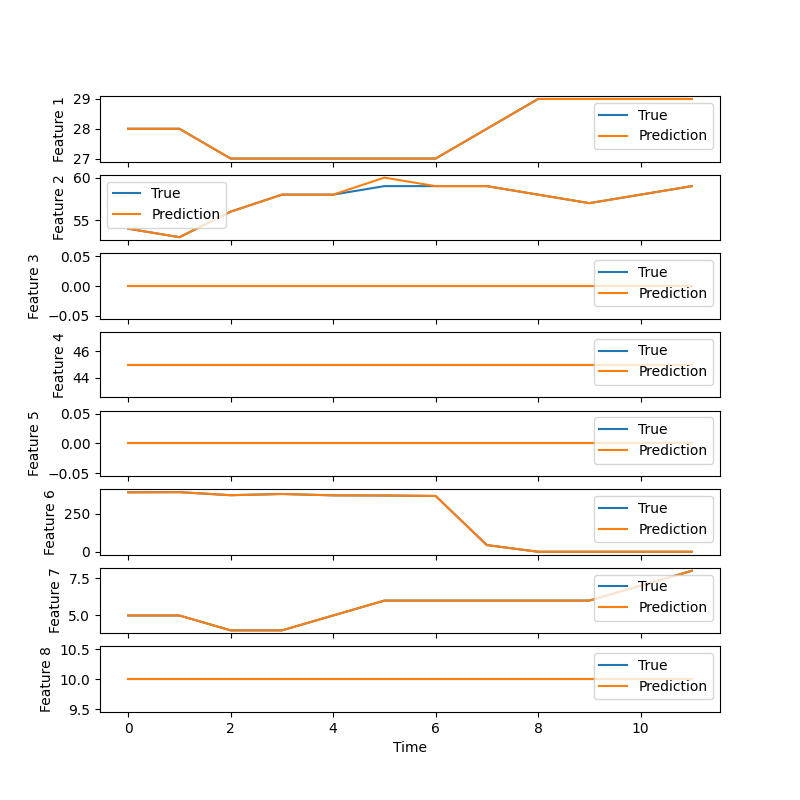 29
28
27
Feature 1
True
Prediction
60
55
Feature 2
True
Prediction
0.05
0.00
−0.05
Feature 3
True
Prediction
46
44
Feature 4
True
Prediction
0.05
0.00
−0.05
Feature 5
True
Prediction
250
0
Feature 6
True
Prediction
7.5
5.0
Feature 7
True
Prediction
10.5
10.0
9.5
Feature 8
True
Prediction
0 2 4 6 8 10
Time